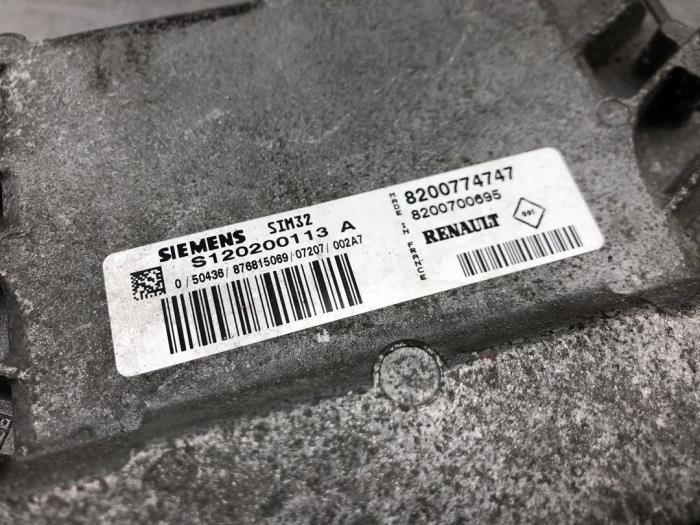 SIEMENS SIM32
S120200113 A
0/50436/876815069/07207/002A7
MADE IN FRANCE
8200774747
8200700695
RENAULT